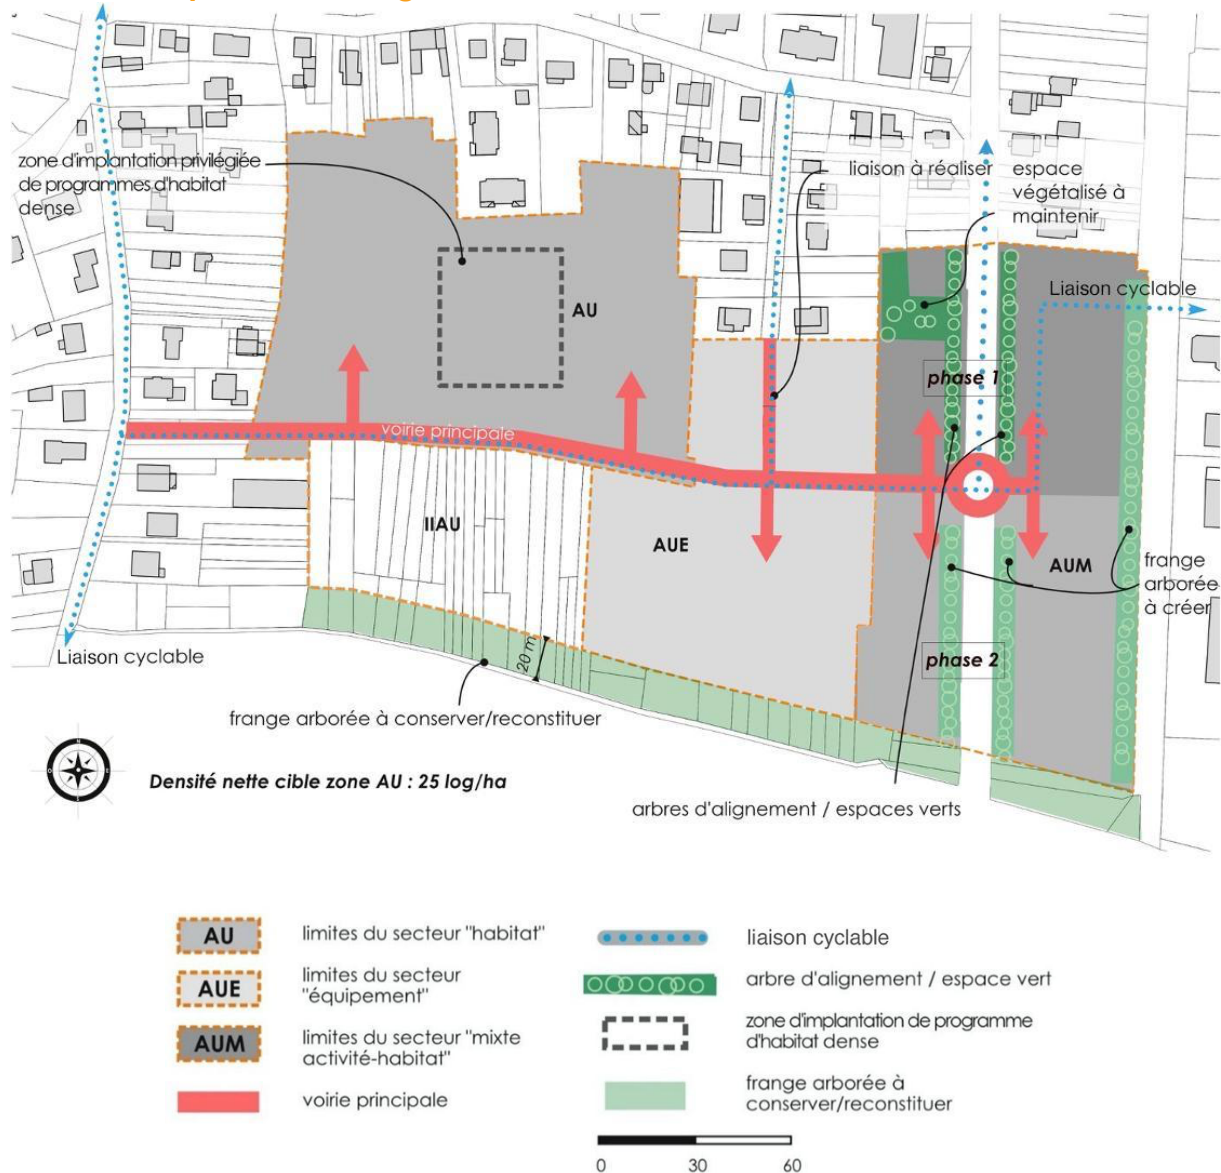 zone d'implantation privilégiée
de programmes d'habitat
dense
liaison à réaliser
espace
végétalisé à
maintenir
Liaison cyclable
AU
phase 1
voirie principale
IIAU
AUE
AUM
frange
arborée
à créer
phase 2
20 m
Liaison cyclable
frange arborée à conserver/reconstituer
Densité nette cible zone AU : 25 log/ha
arbres d'alignement / espaces verts
AU
limites du secteur "habitat"
AUE
limites du secteur
"équipement"
AUM
limites du secteur "mixte
activité-habitat"
voirie principale
liaison cyclable
arbre d'alignement / espace vert
zone d'implantation de programme
d'habitat dense
frange arborée à
conserver/reconstituer
0 30 60